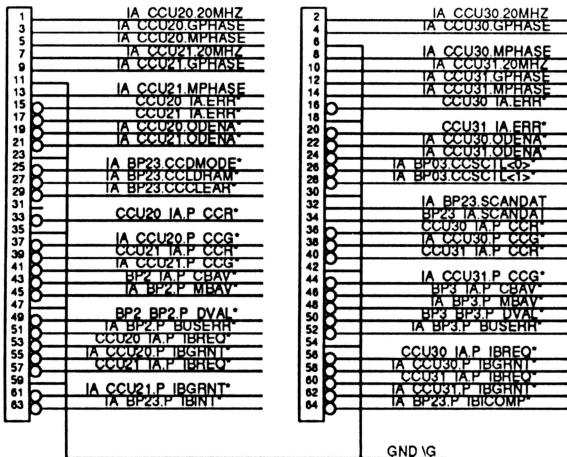 1 IA CCU20.20MHZ
3 IA CCU20.GPHASE
5 IA CCU20.MPHASE
7 IA CCU21.20MHZ
9 IA CCU21.GPHASE
11
13 IA CCU21.MPHASE
15 CCU20 IA.ERR*
17 CCU21 IA.ERR*
19 IA CCU20.ODENA*
21 IA CCU21.ODENA*
23
25 IA BP23.CCDMODE*
27 IA BP23.CCLDRAM*
29 IA BP23.CCCLEAR*
31
33 CCU20 IA.P CCR*
35
37 IA CCU20.P CCG*
39 CCU21 IA.P CCR*
41 IA CCU21.P CCG*
43 BP2 IA.P CBAV*
45 IA BP2.P MBAV*
47
49 BP2 BP2.P DVAL*
51 IA BP2.P BUSERR*
53 CCU20 IA.P IBREQ*
55 IA CCU20.P IBGRNT*
57 CCU21 IA.P IBREQ*
59
61 IA CCU21.P IBGRNT*
63 IA BP23.P IBINT*
2 IA CCU30.20MHZ
4 IA CCU30.GPHASE
6
8 IA CCU30.MPHASE
10 IA CCU31.20MHZ
12 IA CCU31.GPHASE
14 IA CCU31.MPHASE
16 CCU30 IA.ERR*
18
20 CCU31 IA.ERR*
22 IA CCU30.ODENA*
24 IA CCU31.ODENA*
26 IA BP03.CCSCTL<0>*
28 IA BP03.CCSCTL<1>*
30
32 IA BP23.SCANDAT
34 BP23 IA.SCANDAT
36 CCU30 IA.P CCR*
38 IA CCU30.P CCG*
40 CCU31 IA.P CCR*
42
44 IA CCU31.P CCG*
46 BP3 IA.P CBAV*
48 IA BP3.P MBAV*
50 BP3 BP3.P DVAL*
52 IA BP3.P BUSERR*
54
56 CCU30 IA.P IBREQ*
58 IA CCU30.P IBGRNT*
60 CCU31 IA.P IBREQ*
62 IA CCU31.P IBGRNT*
64 IA BP23.P IBICOMP*
GND \G